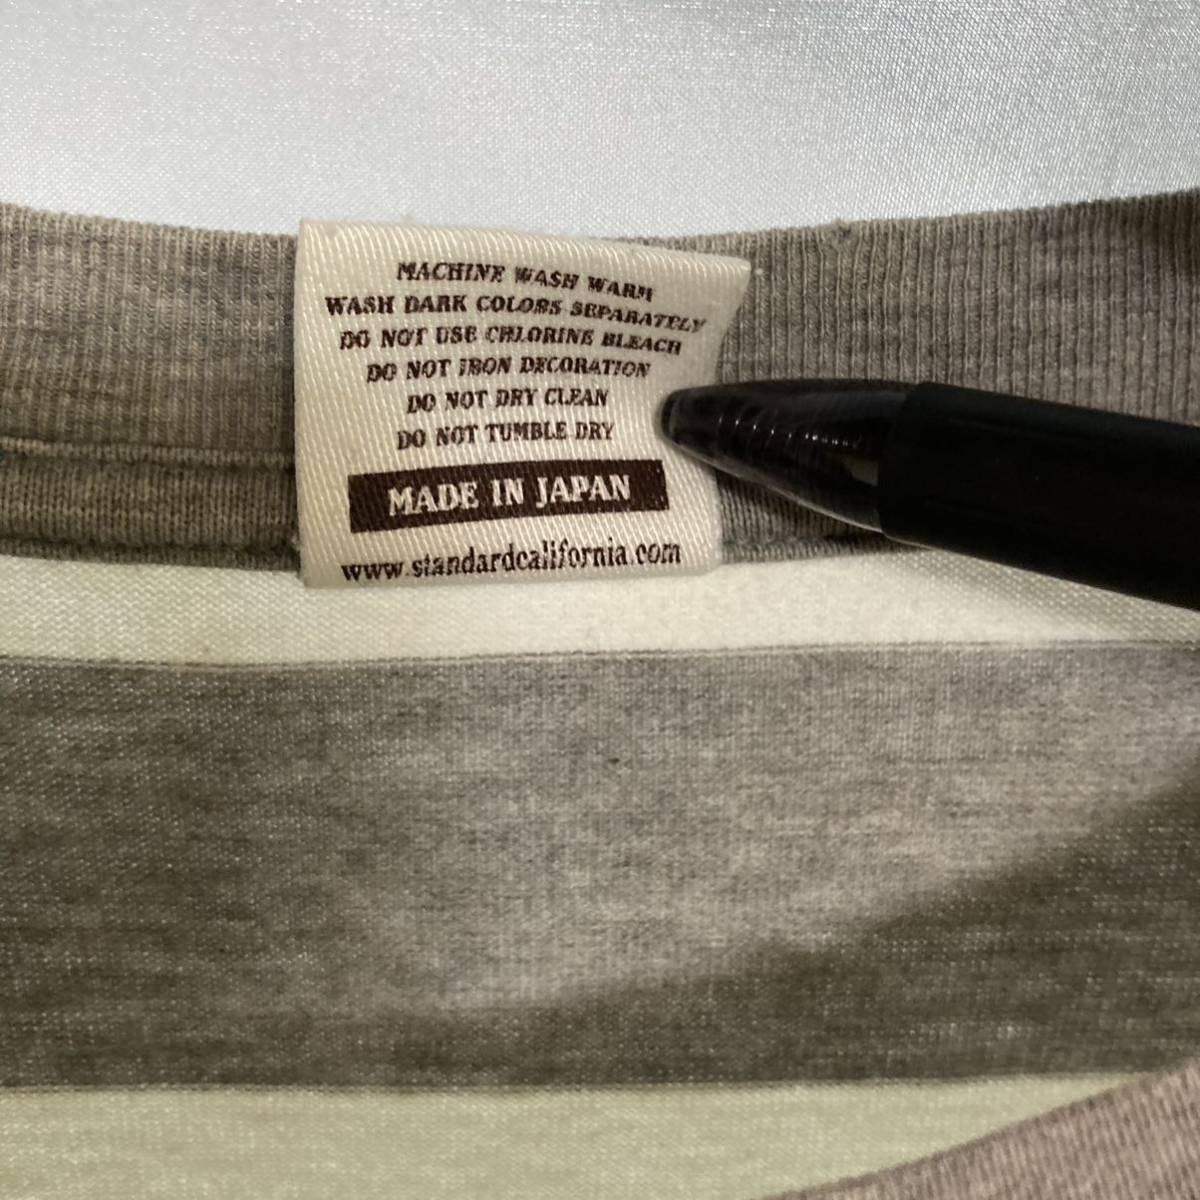 MACHINE WASH WARM
WASH DARK COLORS SEPARATELY
DO NOT USE CHLORINE BLEACH
DO NOT IRON DECORATION
DO NOT DRY CLEAN
DO NOT TUMBLE DRY
MADE IN JAPAN
www.standardcalifornia.com